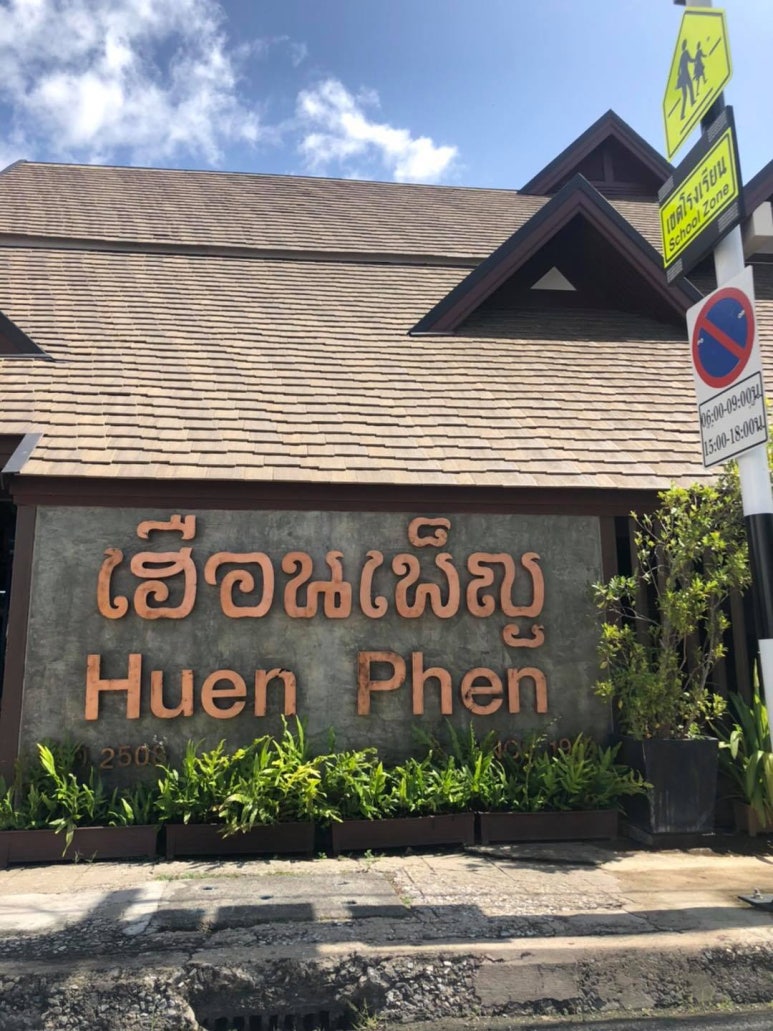 เขตโรงเรียน
School Zone
06:00-09:00น.
15:00-18:00น.
เฮือนเพ็ญ
Huen Phen